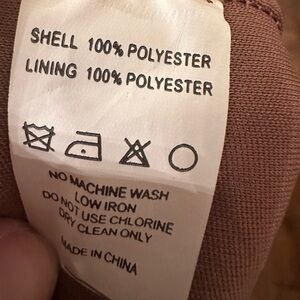 SHELL 100% POLYESTER
LINING 100% POLYESTER
NO MACHINE WASH
LOW IRON
DO NOT USE CHLORINE
DRY CLEAN ONLY
MADE IN CHINA